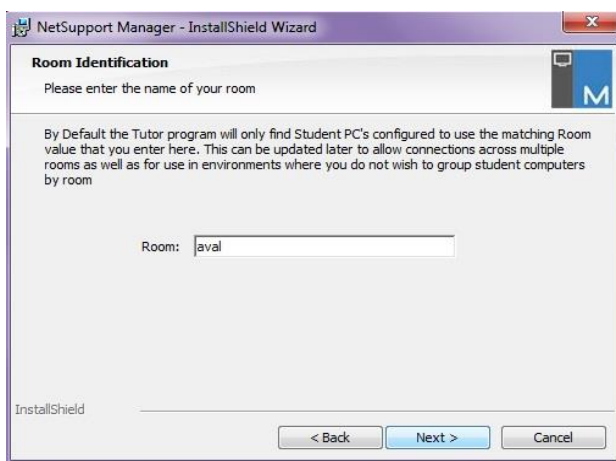 NetSupport Manager - InstallShield Wizard
Room Identification
Please enter the name of your room
M
By Default the Tutor program will only find Student PC's configured to use the matching Room
value that you enter here. This can be updated later to allow connections across multiple
rooms as well as for use in environments where you do not wish to group student computers
by room
Room: aval
InstallShield
< Back Next > Cancel